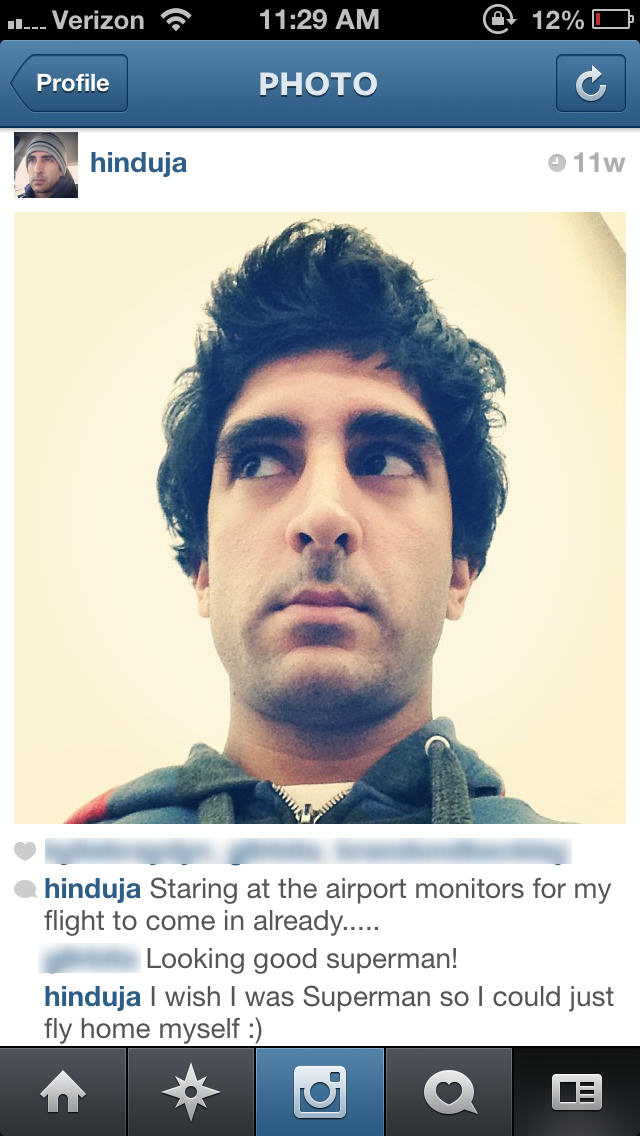 Verizon 11:29 AM 12%
Profile PHOTO
hinduja 11w
hinduja Staring at the airport monitors for my
flight to come in already.....
Looking good superman!
hinduja I wish I was Superman so I could just
fly home myself :)